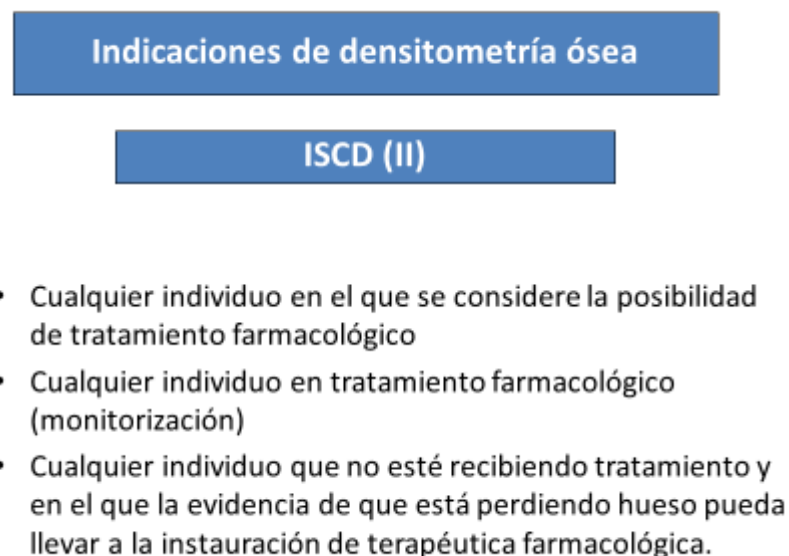 Indicaciones de densitometría ósea
ISCD (II)
• Cualquier individuo en el que se considere la posibilidad
de tratamiento farmacológico
• Cualquier individuo en tratamiento farmacológico
(monitorización)
• Cualquier individuo que no esté recibiendo tratamiento y
en el que la evidencia de que está perdiendo hueso pueda
llevar a la instauración de terapéutica farmacológica.